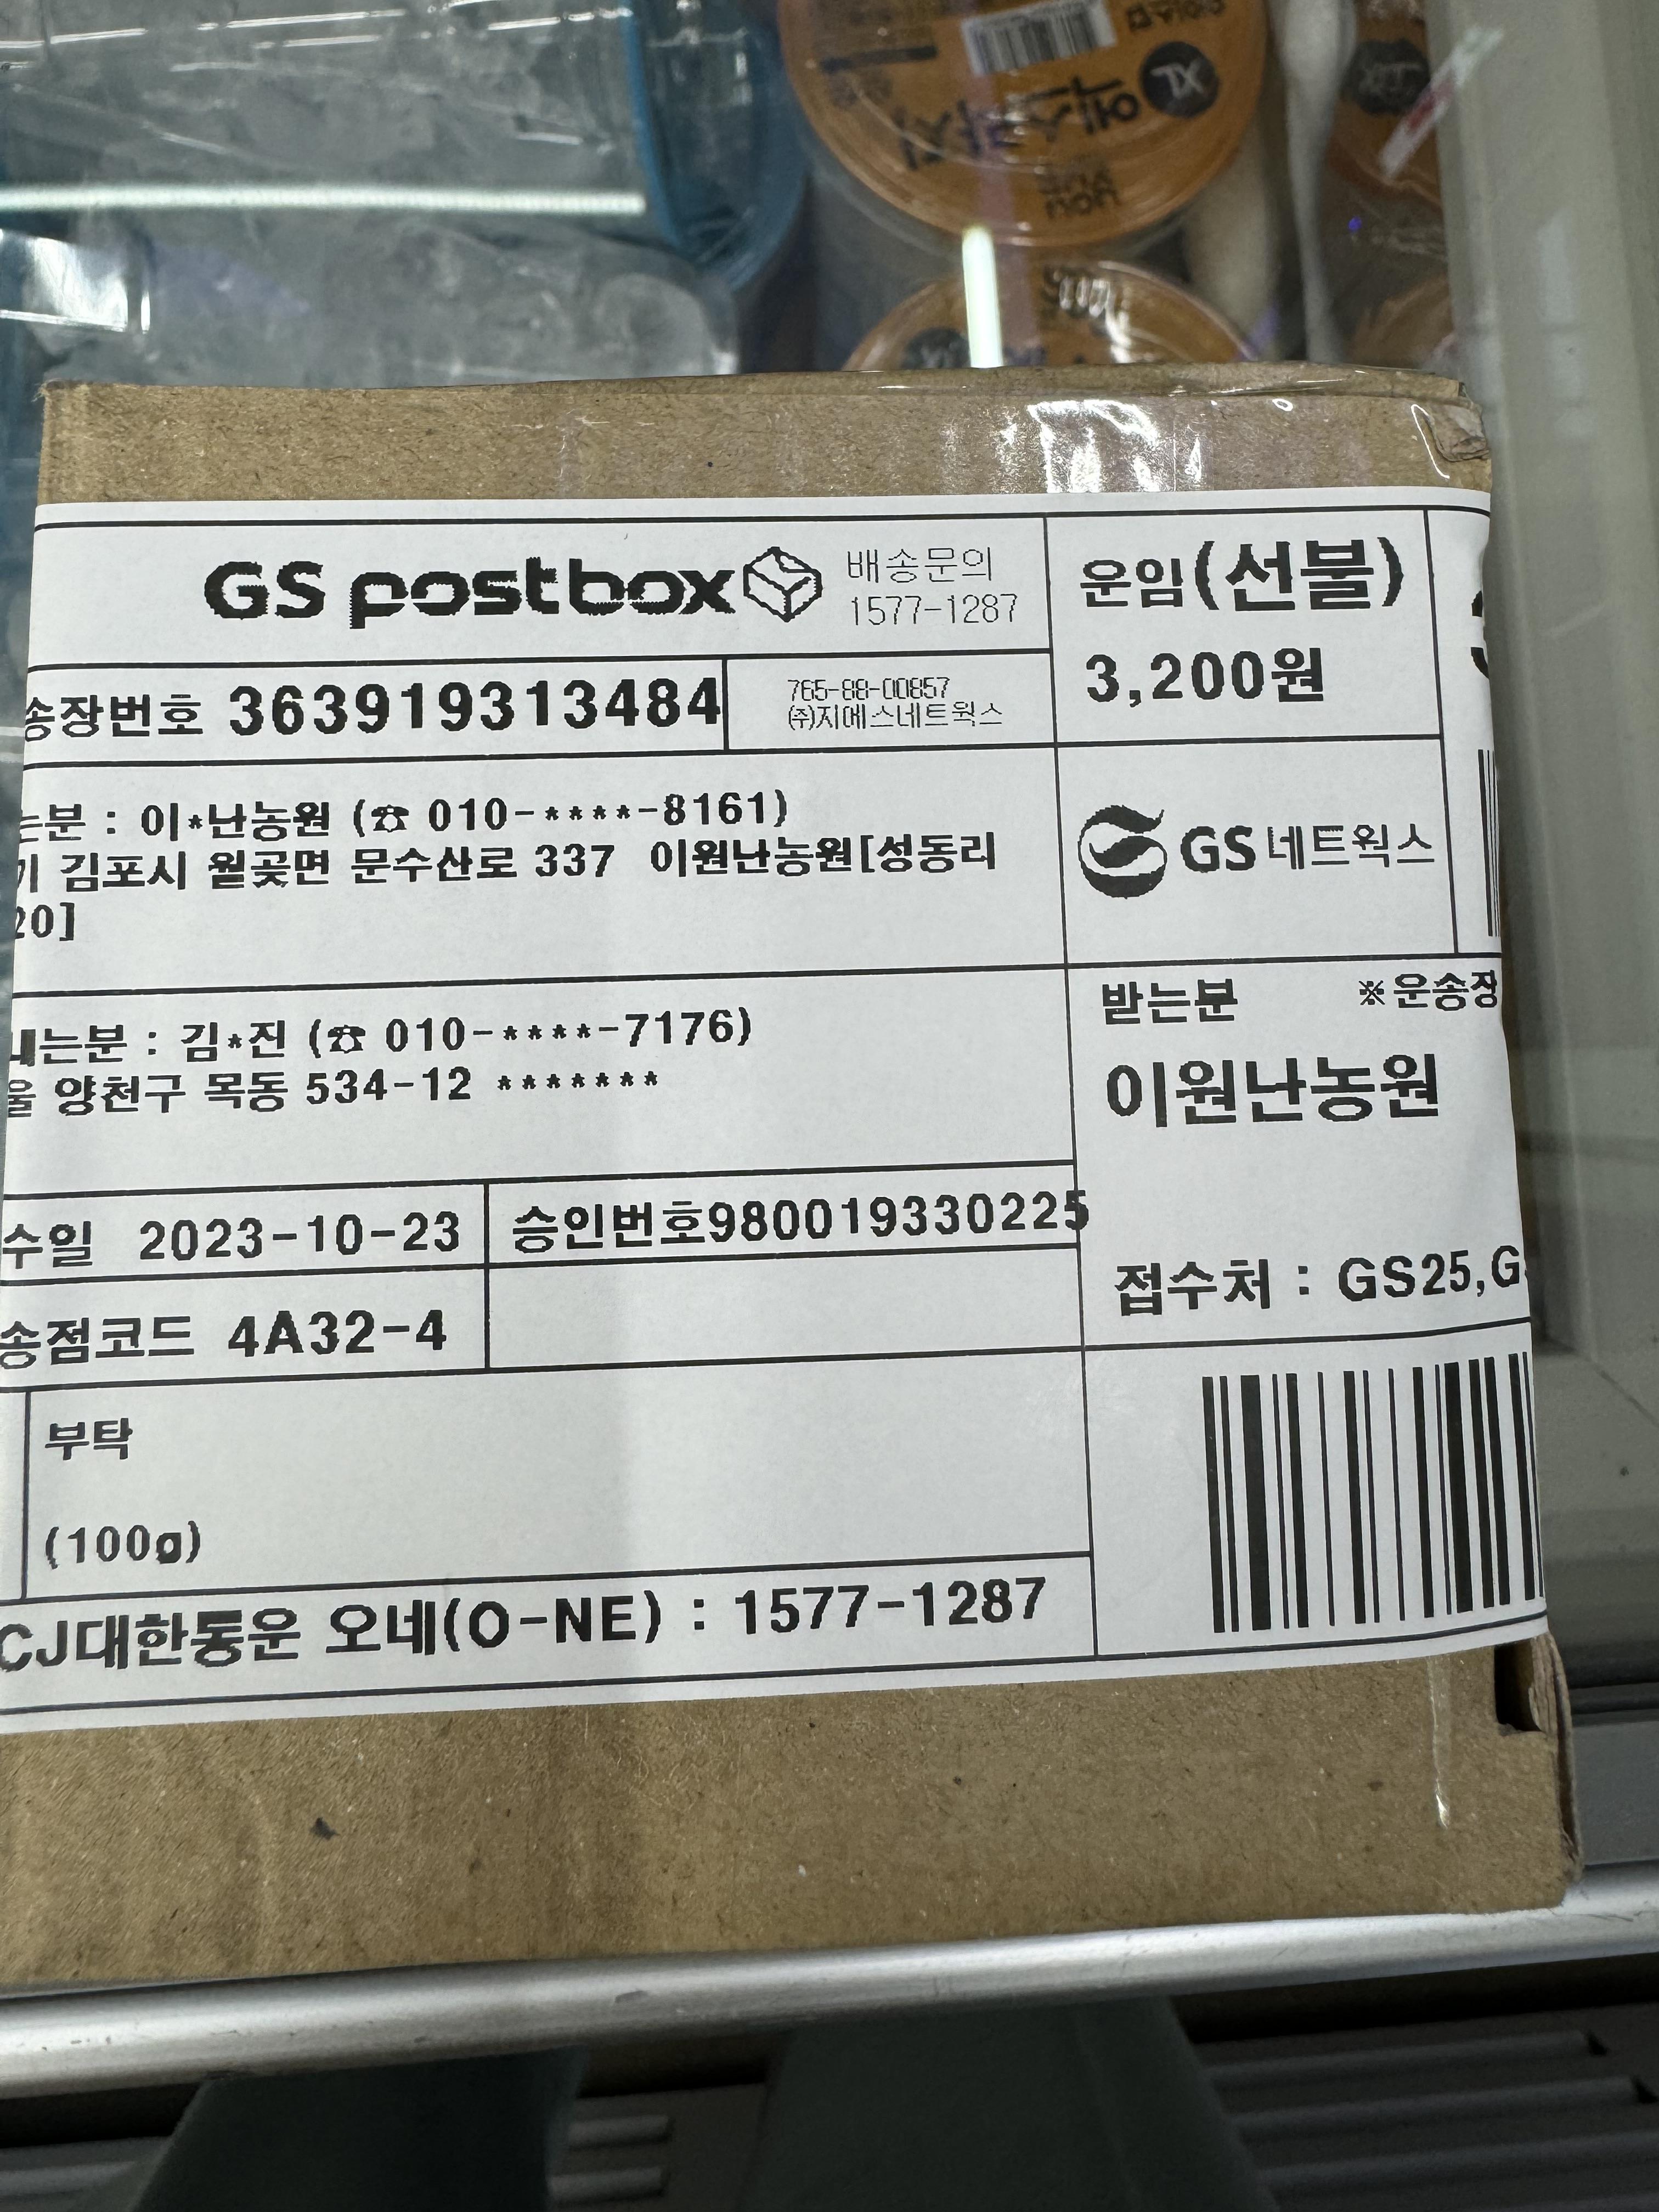 XL
GS postbox
배송문의
1577-1287
운임(선불)
3,200원
송장번호 363919313484
765-88-00857
(주)지에스네트웍스
는분 : 이*난농원 (☎ 010-****-8161)
기 김포시 월곶면 문수산로 337 이원난농원[성동리
20]
GS네트웍스
내는분 : 김*진 (☎ 010-****-7176)
울 양천구 목동 534-12 *******
받는분 ※운송장
이원난농원
수일 2023-10-23
승인번호980019330225
접수처 : GS25,G
송점코드 4A32-4
부탁
(100g)
CJ대한통운 오네(O-NE) : 1577-1287